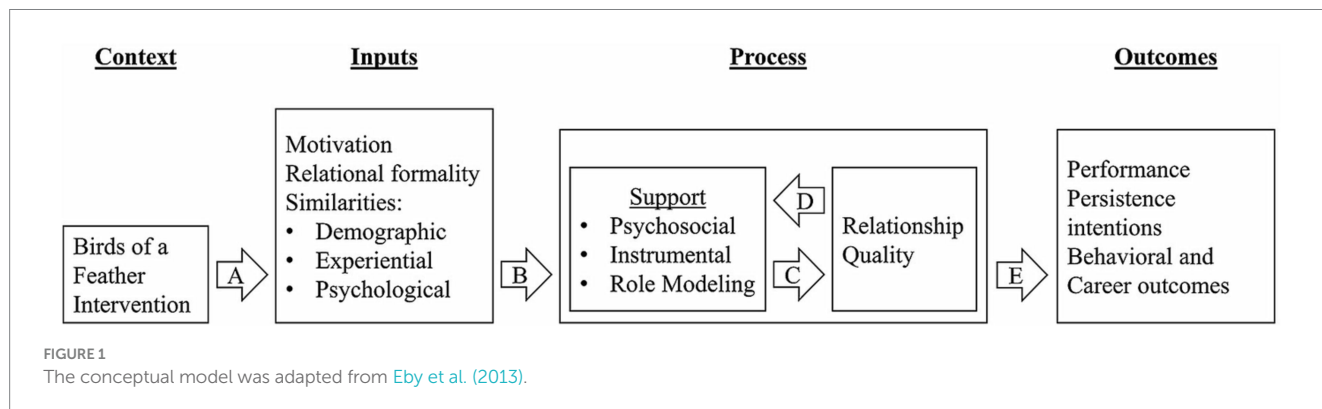 Context
Inputs
Process
Outcomes
Birds of a
Feather
Intervention
A
Motivation
Relational formality
Similarities:
• Demographic
• Experiential
• Psychological
B
Support
• Psychosocial
• Instrumental
• Role Modeling
D
C
Relationship
Quality
E
Performance
Persistence
intentions
Behavioral and
Career outcomes
FIGURE 1
The conceptual model was adapted from Eby et al. (2013).